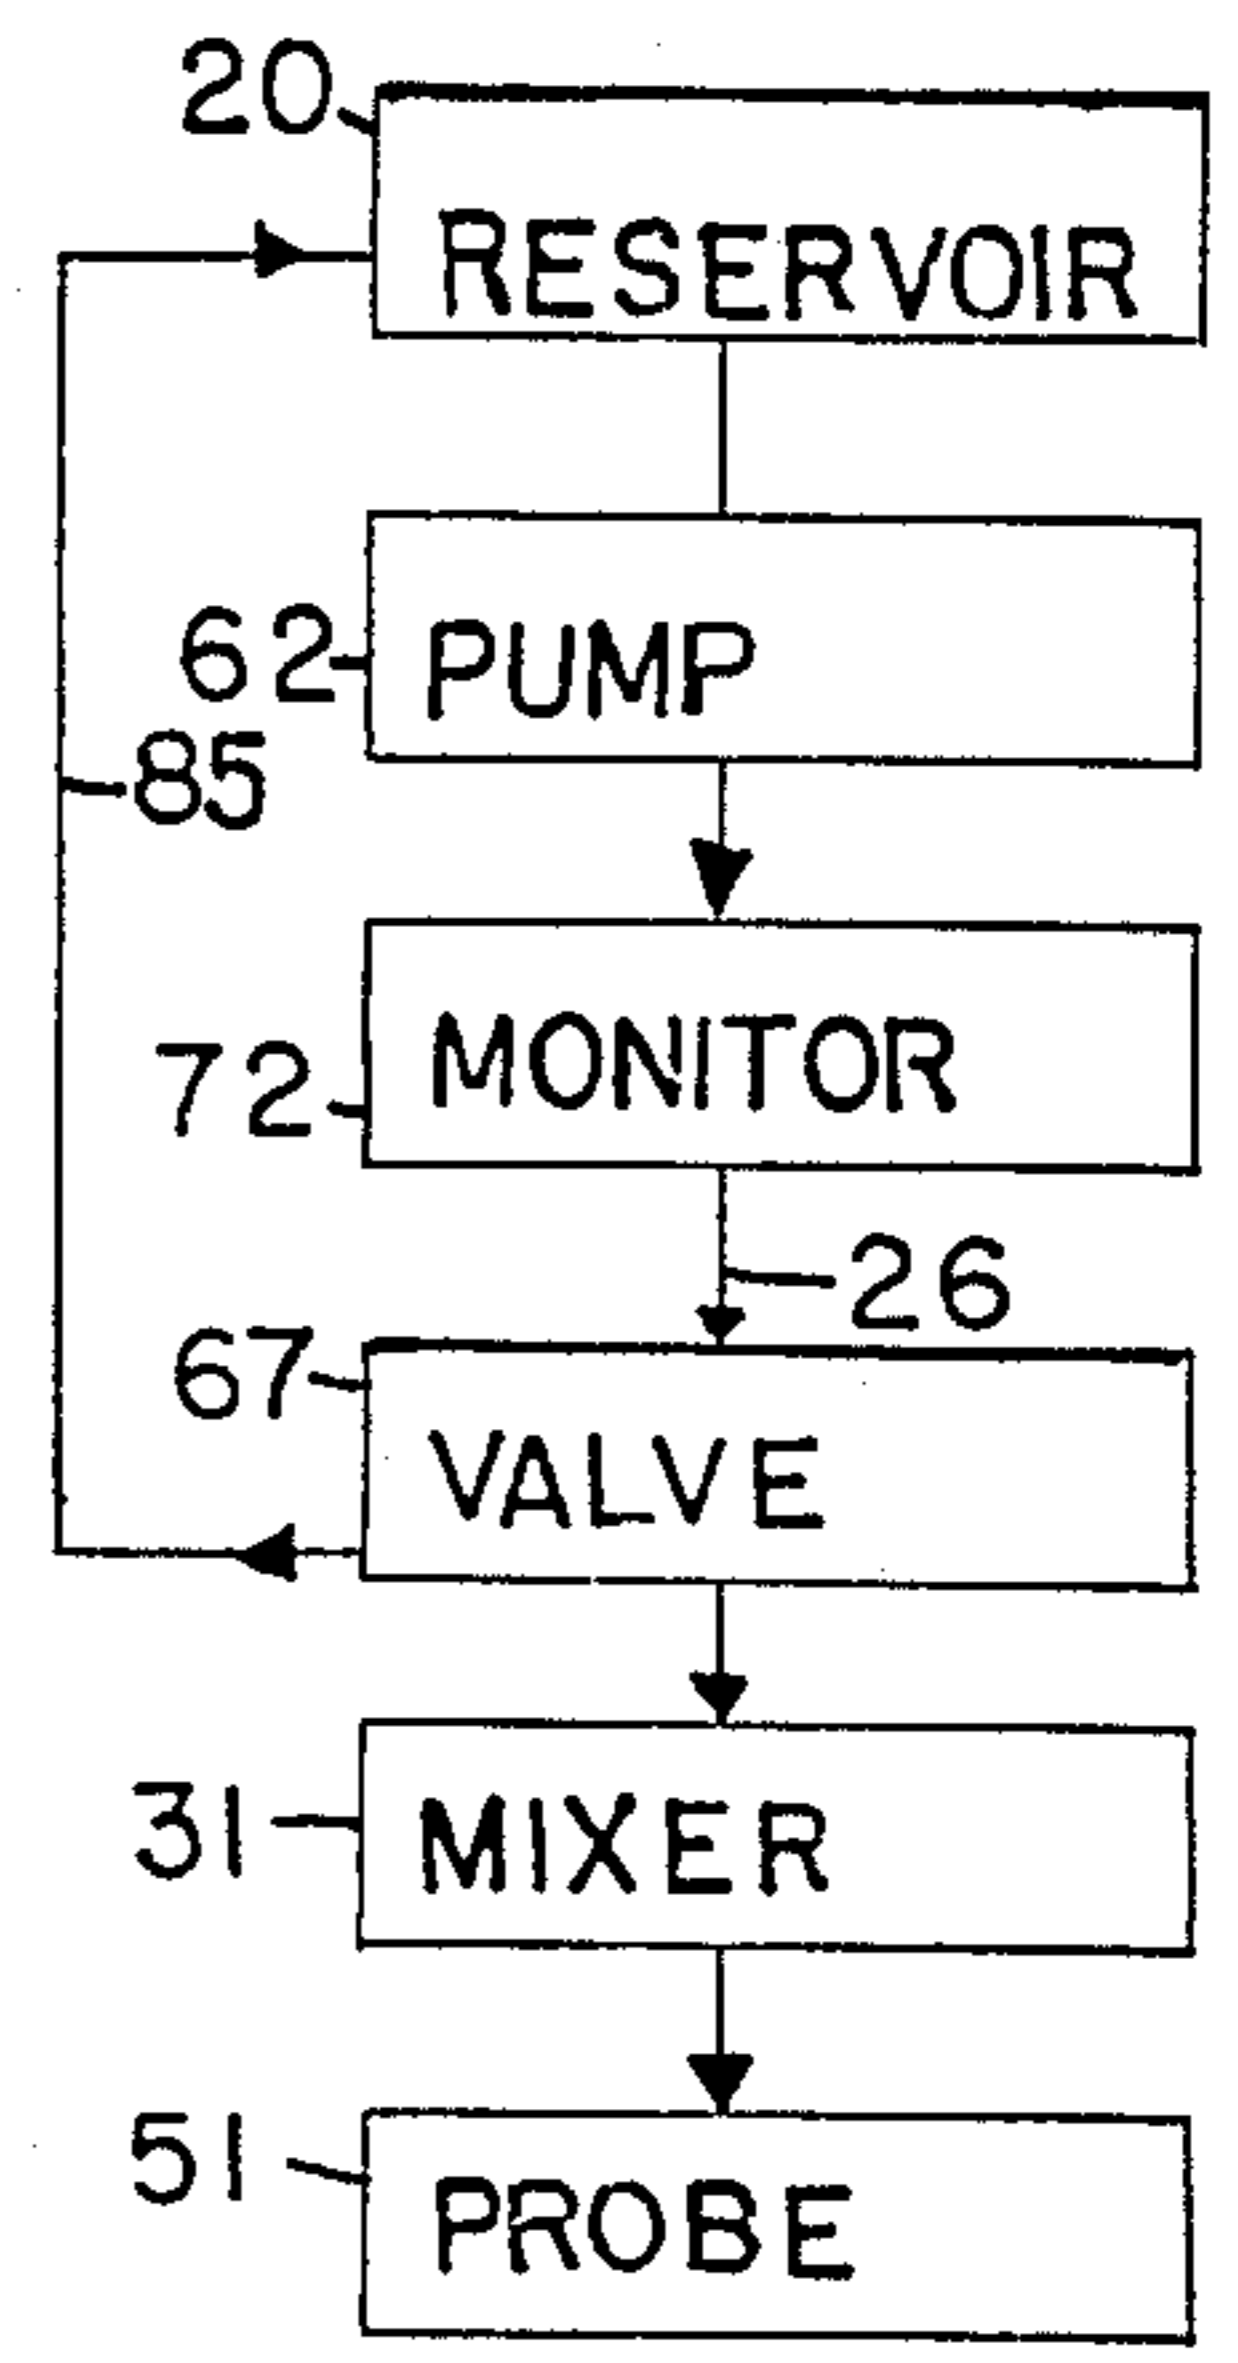 20
RESERVOIR
62
PUMP
85
72
MONITOR
26
67
VALVE
31
MIXER
51
PROBE